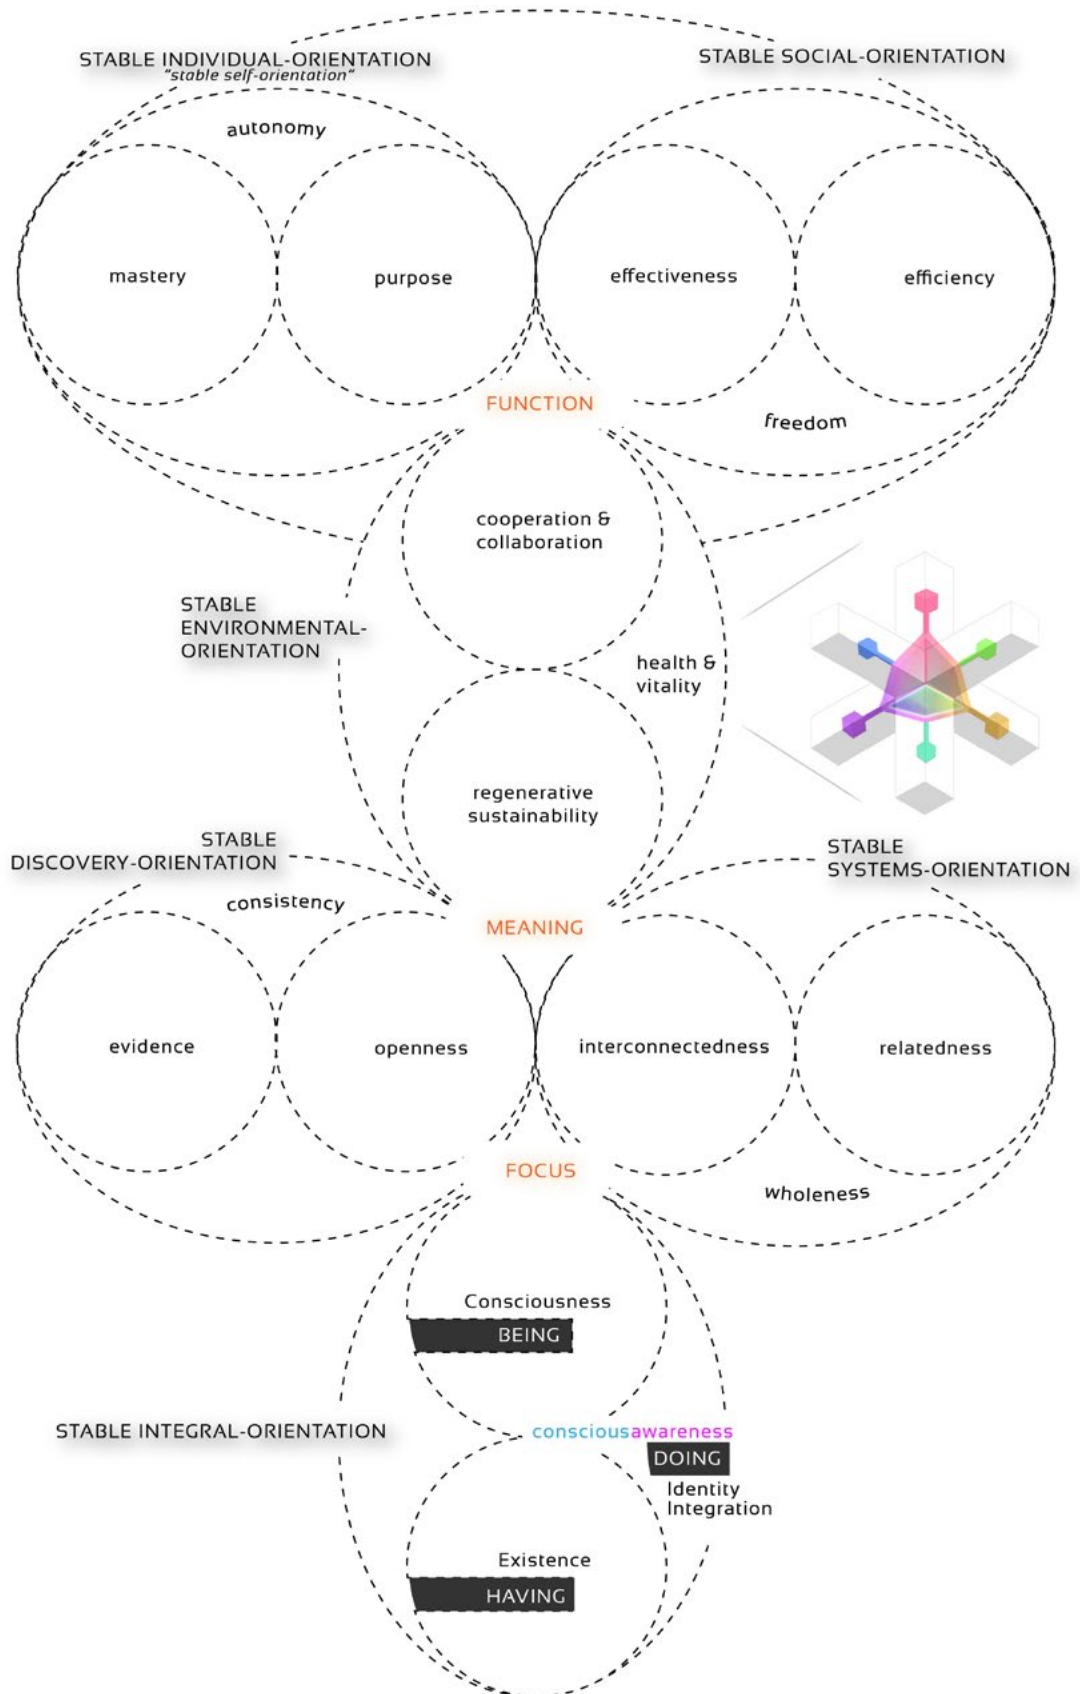 STABLE INDIVIDUAL-ORIENTATION
"stable self-orientation"
STABLE SOCIAL-ORIENTATION
autonomy
mastery
purpose
effectiveness
efficiency
FUNCTION
freedom
cooperation &
collaboration
STABLE
ENVIRONMENTAL-
ORIENTATION
health &
vitality
regenerative
sustainability
STABLE
DISCOVERY-ORIENTATION
STABLE
SYSTEMS-ORIENTATION
consistency
MEANING
evidence
openness
interconnectedness
relatedness
FOCUS
wholeness
Consciousness
BEING
STABLE INTEGRAL-ORIENTATION
consciousawareness
DOING
Identity
Integration
Existence
HAVING